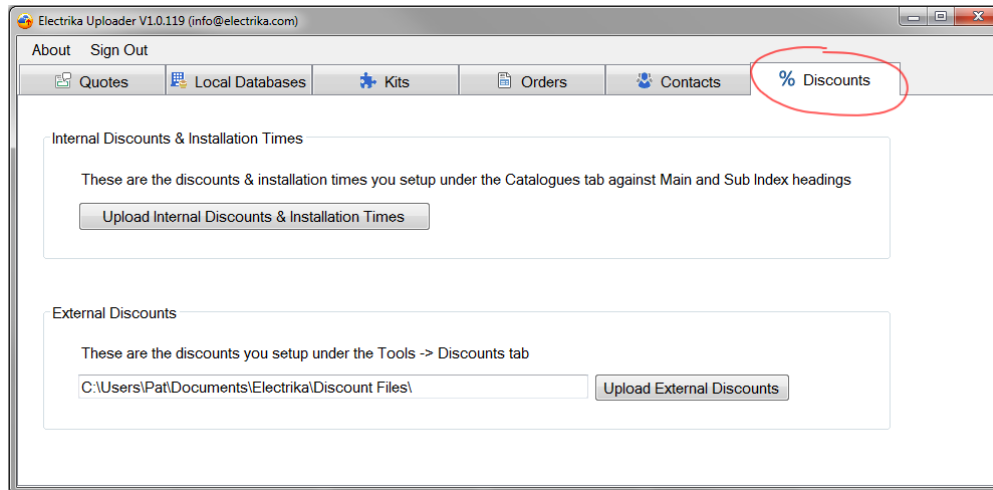 Electrika Uploader V1.0.119 (info@electrika.com)
About Sign Out
Quotes Local Databases Kits Orders Contacts % Discounts
Internal Discounts & Installation Times
These are the discounts & installation times you setup under the Catalogues tab against Main and Sub Index headings
Upload Internal Discounts & Installation Times
External Discounts
These are the discounts you setup under the Tools -> Discounts tab
C:\Users\Pat\Documents\Electrika\Discount Files\ Upload External Discounts